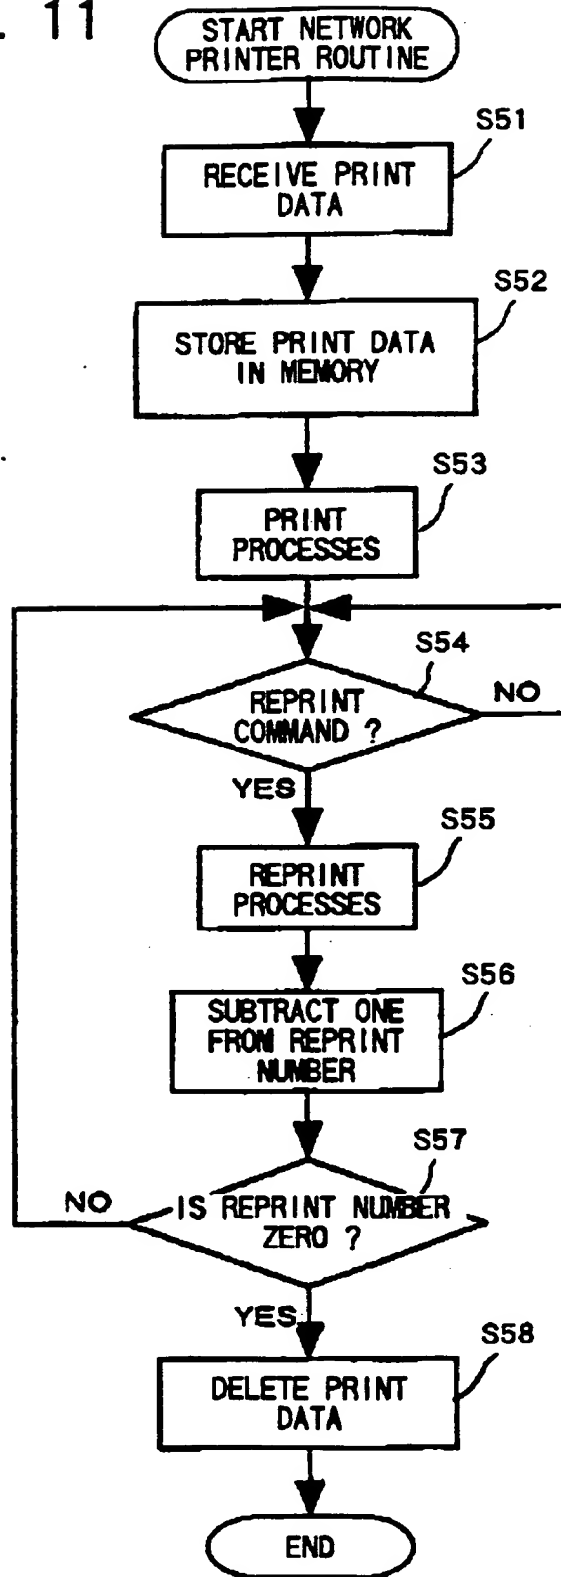 . 11
START NETWORK
PRINTER ROUTINE
S51
RECEIVE PRINT
DATA
S52
STORE PRINT DATA
IN MEMORY
S53
PRINT
PROCESSES
S54
REPRINT
COMMAND ?
NO
YES
S55
REPRINT
PROCESSES
S56
SUBTRACT ONE
FROM REPRINT
NUMBER
S57
NO
IS REPRINT NUMBER
ZERO ?
YES
S58
DELETE PRINT
DATA
END